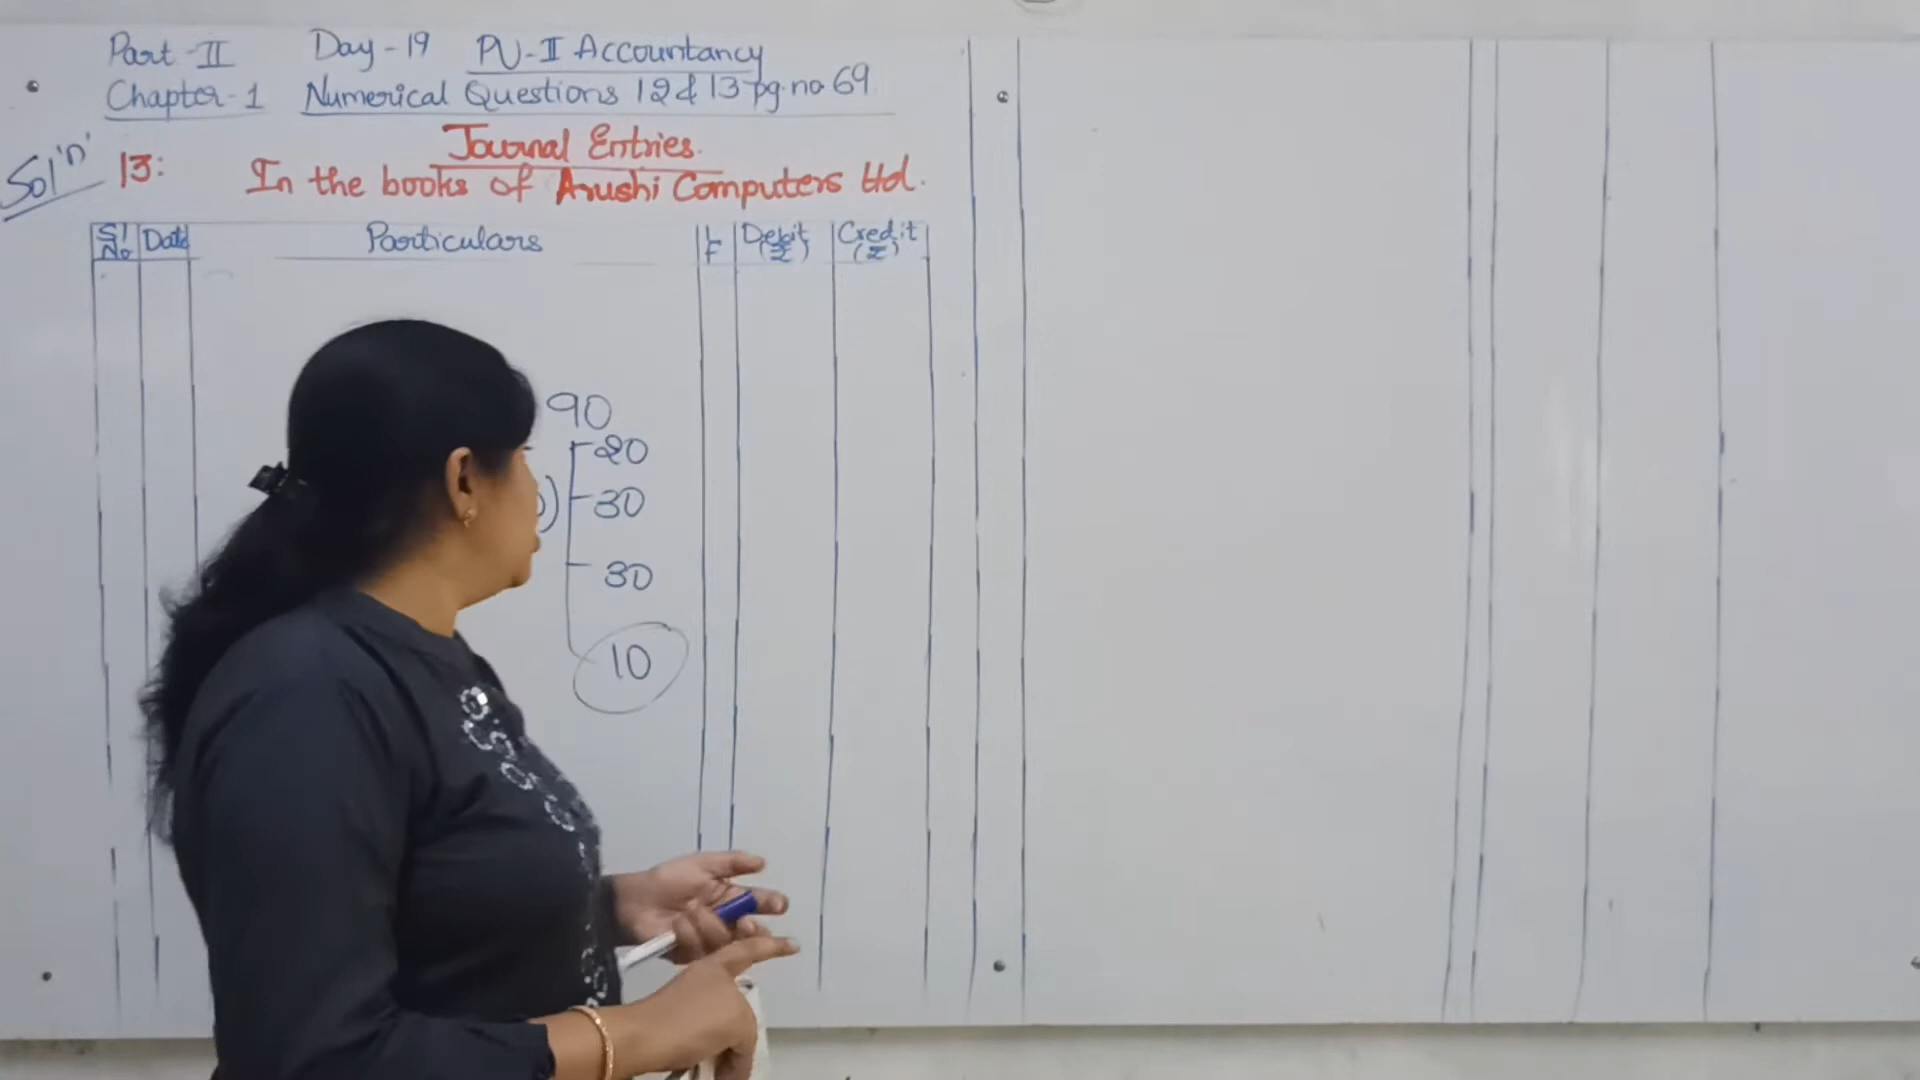 Part-II Day-19 PU-II Accountancy
Chapter-1 Numerical Questions 12 & 13 pg.no 69
Journal Entries.
Sol'n' 13: In the books of Arushi Computers Ltd.
Sl No Date Particulars L F Debit (₹) Credit (₹)
90
20
30
30
10